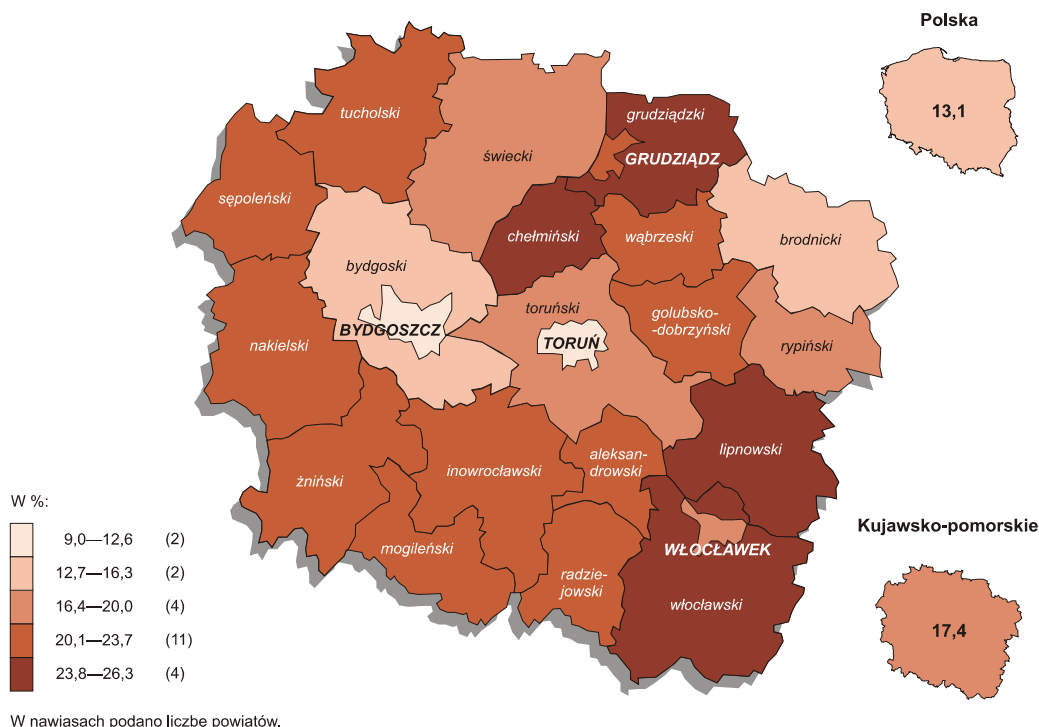 Polska
13,1
tucholski
grudziądzki
świecki
GRUDZIĄDZ
sępoleński
chełmiński
wąbrzeski
brodnicki
bydgoski
toruński
golubsko-
-dobrzyński
BYDGOSZCZ
TORUŃ
nakielski
rypiński
lipnowski
aleksan-
drowski
inowrocławski
żniński
mogileński
radzie-
jowski
WŁOCŁAWEK
włocławski
Kujawsko-pomorskie
17,4
W %:
9,0—12,6 (2)
12,7—16,3 (2)
16,4—20,0 (4)
20,1—23,7 (11)
23,8—26,3 (4)
W nawiasach podano liczbę powiatów.